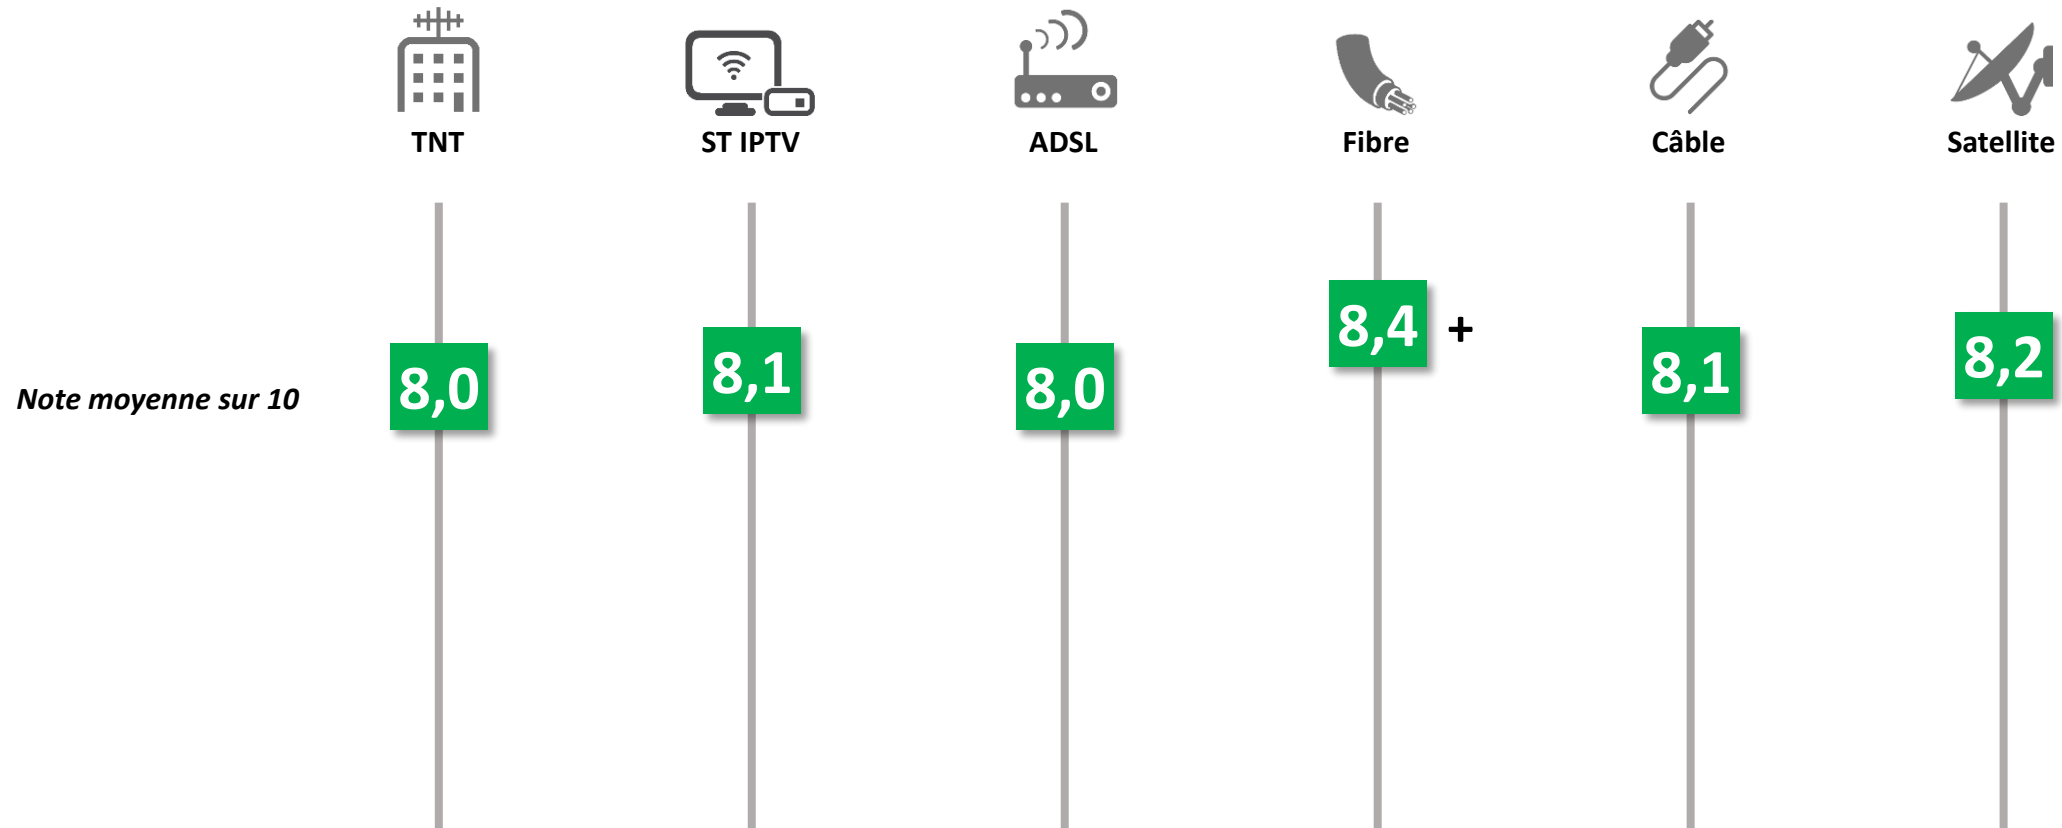 TNT
ST IPTV
ADSL
Fibre
Câble
Satellite
Note moyenne sur 10
8,0
8,1
8,0
8,4 +
8,1
8,2